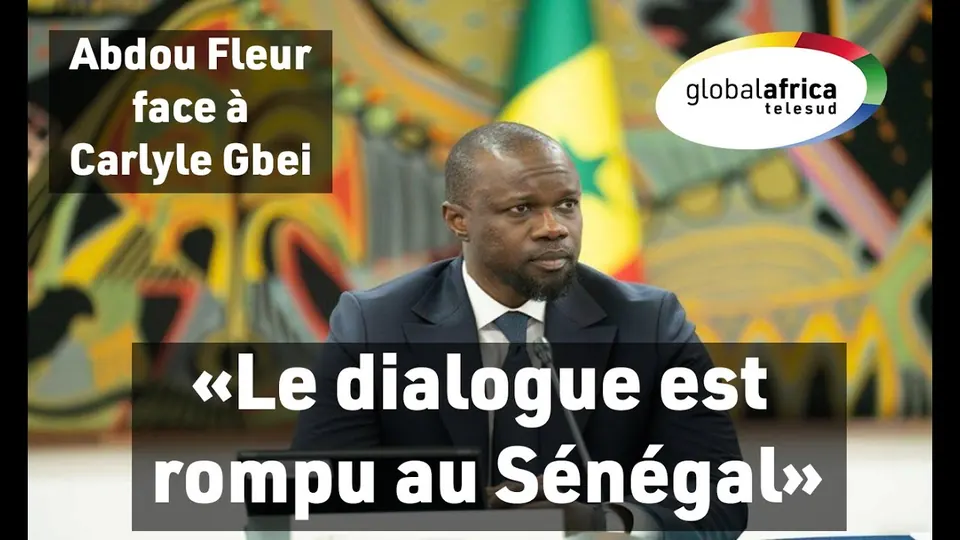 Abdou Fleur
face à
Carlyle Gbei
globalafrica
telesud
«Le dialogue est
rompu au Sénégal»